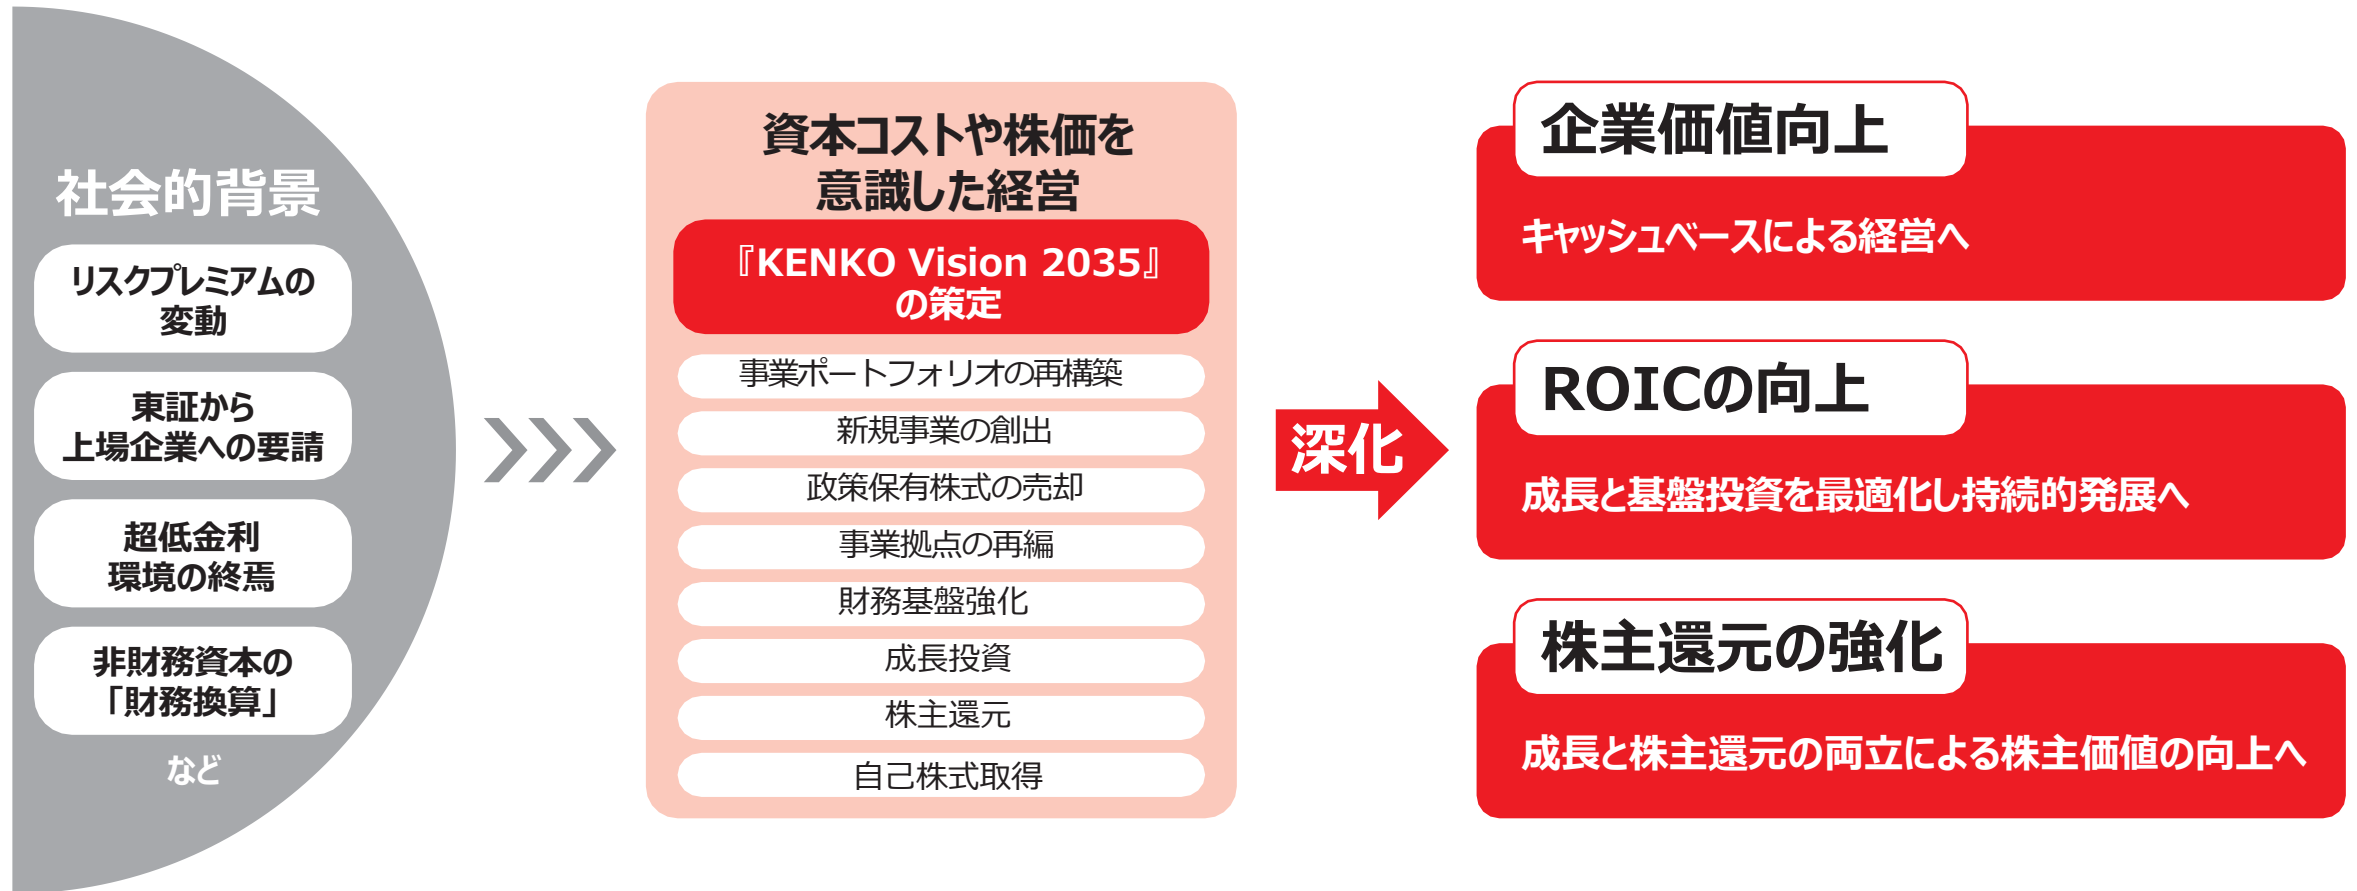 社会的背景
リスクプレミアムの
変動
東証から
上場企業への要請
超低金利
環境の終焉
非財務資本の
「財務換算」
など
資本コストや株価を
意識した経営
『KENKO Vision 2035』
の策定
事業ポートフォリオの再構築
新規事業の創出
政策保有株式の売却
事業拠点の再編
財務基盤強化
成長投資
株主還元
自己株式取得
深化
企業価値向上
キャッシュベースによる経営へ
ROICの向上
成長と基盤投資を最適化し持続的発展へ
株主還元の強化
成長と株主還元の両立による株主価値の向上へ